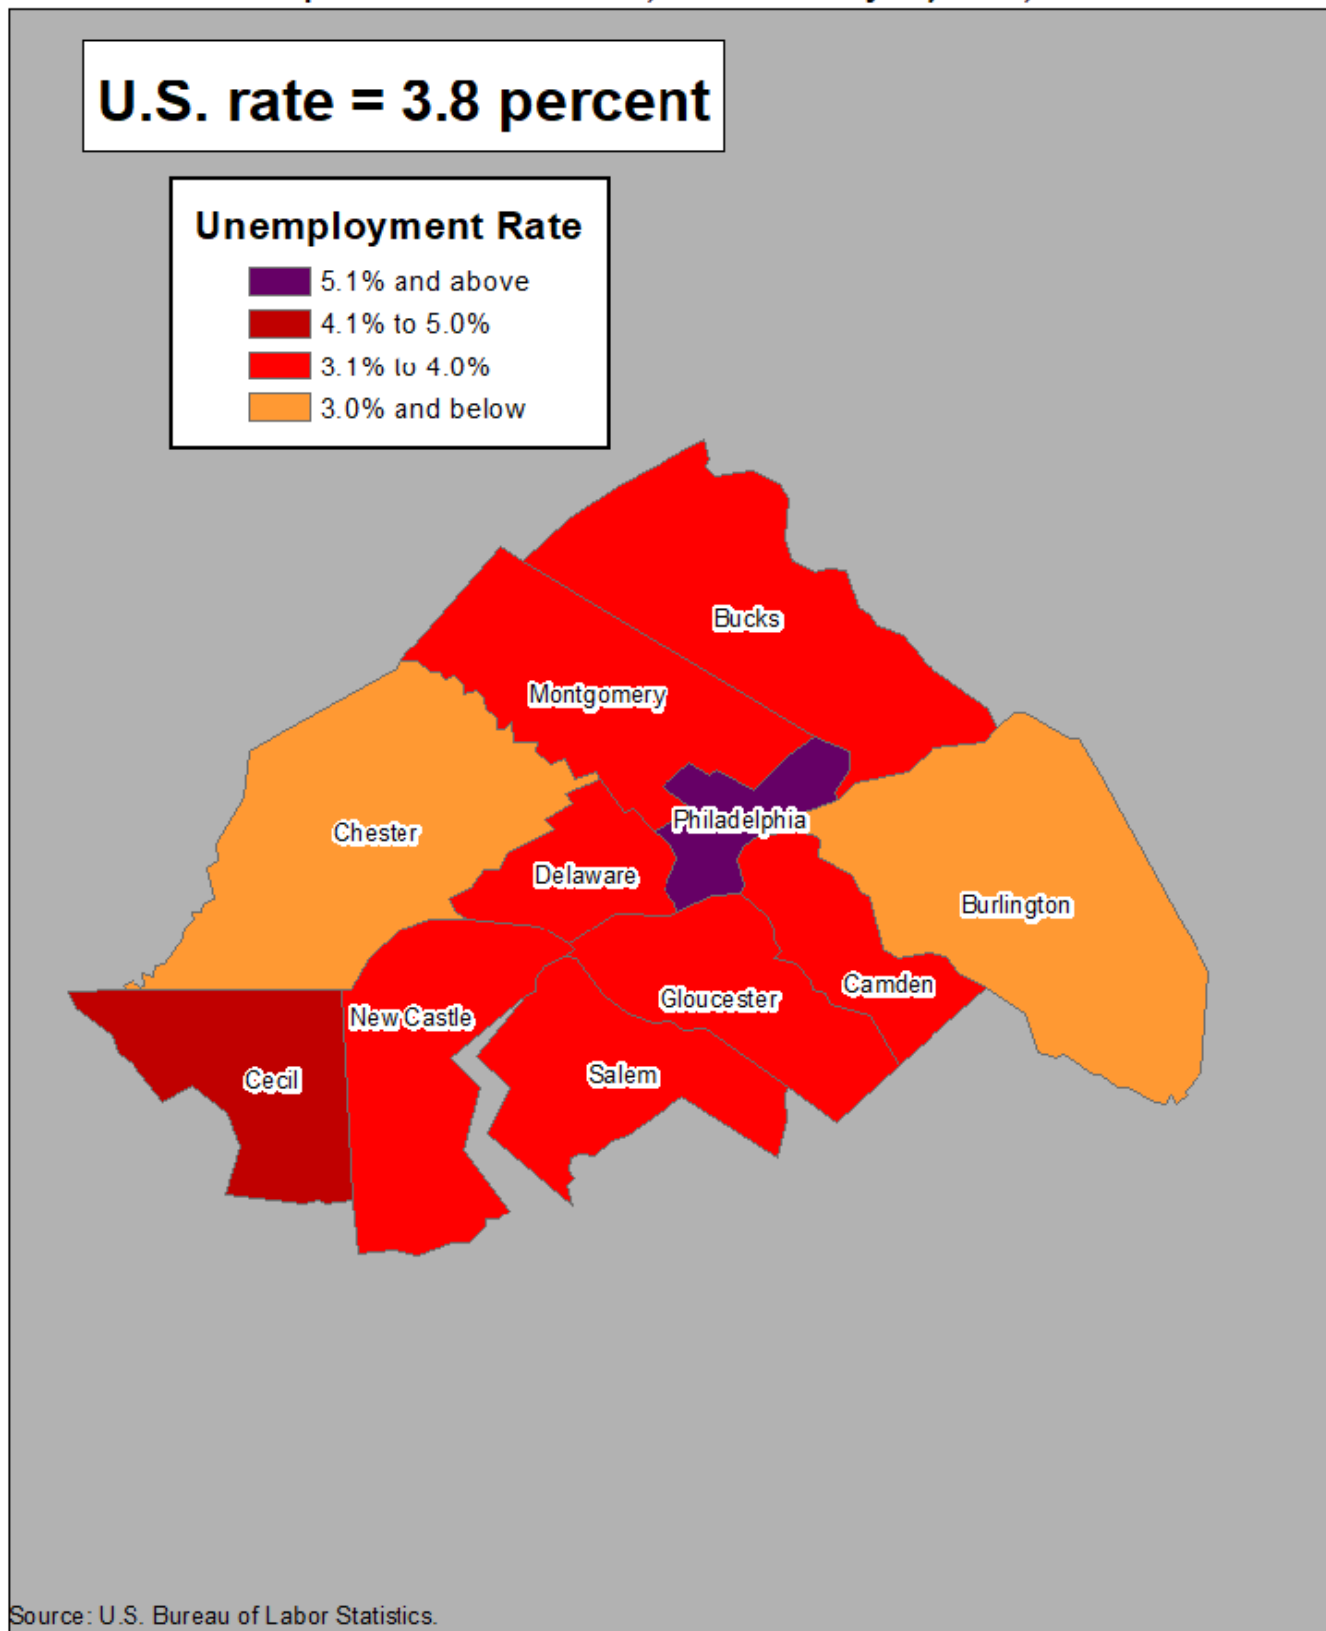 U.S. rate = 3.8 percent
Unemployment Rate
5.1% and above
4.1% to 5.0%
3.1% to 4.0%
3.0% and below
Bucks
Montgomery
Philadelphia
Chester
Delaware
Burlington
Camden
Gloucester
New Castle
Salem
Cecil
Source: U.S. Bureau of Labor Statistics.